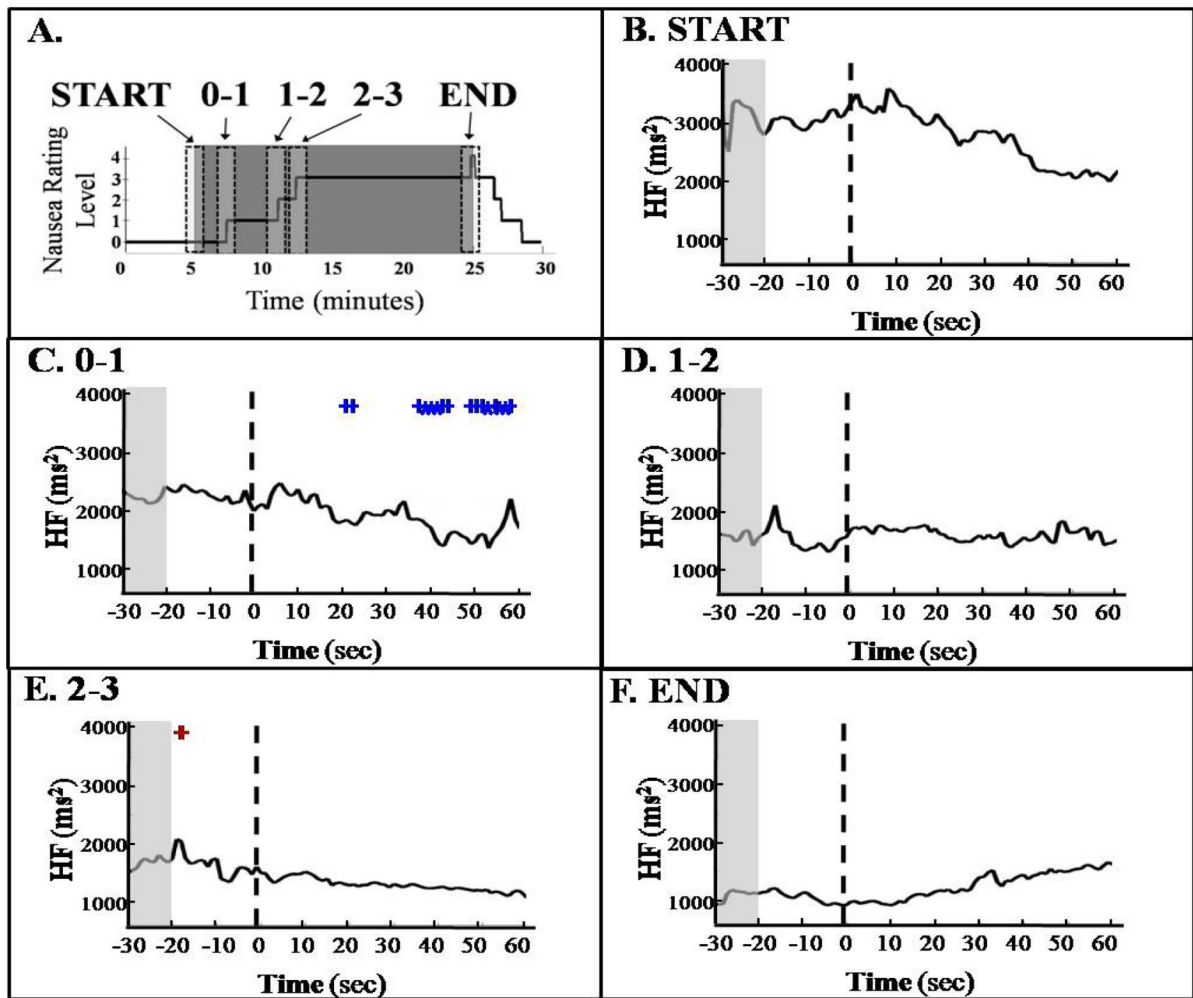 A.
START 0-1 1-2 2-3 END
Nausea Rating
Level
4
3
2
1
0
0 5 10 15 20 25 30
Time (minutes)
B. START
HF (ms²)
4000
3000
2000
1000
-30 -20 -10 0 10 20 30 40 50 60
Time (sec)
C. 0-1
HF (ms²)
4000
3000
2000
1000
-30 -20 -10 0 10 20 30 40 50 60
Time (sec)
D. 1-2
HF (ms²)
4000
3000
2000
1000
-30 -20 -10 0 10 20 30 40 50 60
Time (sec)
E. 2-3
HF (ms²)
4000
3000
2000
1000
-30 -20 -10 0 10 20 30 40 50 60
Time (sec)
F. END
HF (ms²)
4000
3000
2000
1000
-30 -20 -10 0 10 20 30 40 50 60
Time (sec)